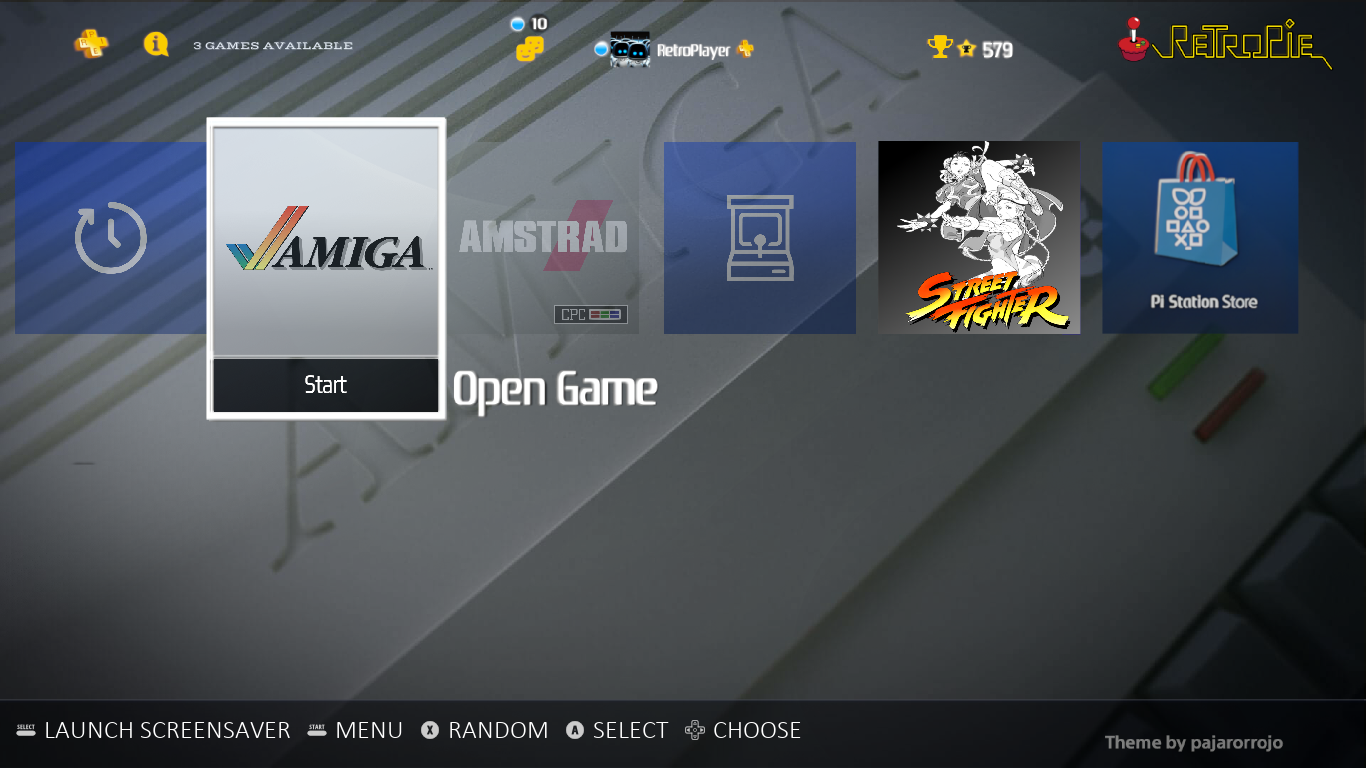 10
3 GAMES AVAILABLE
RetroPlayer
579
RETROPIE
AMIGA
AMIGA
AMSTRAD
CPC
STREET FIGHTER
Pi Station Store
Start
Open Game
SELECT LAUNCH SCREENSAVER START MENU X RANDOM A SELECT CHOOSE
Theme by pajarorrojo